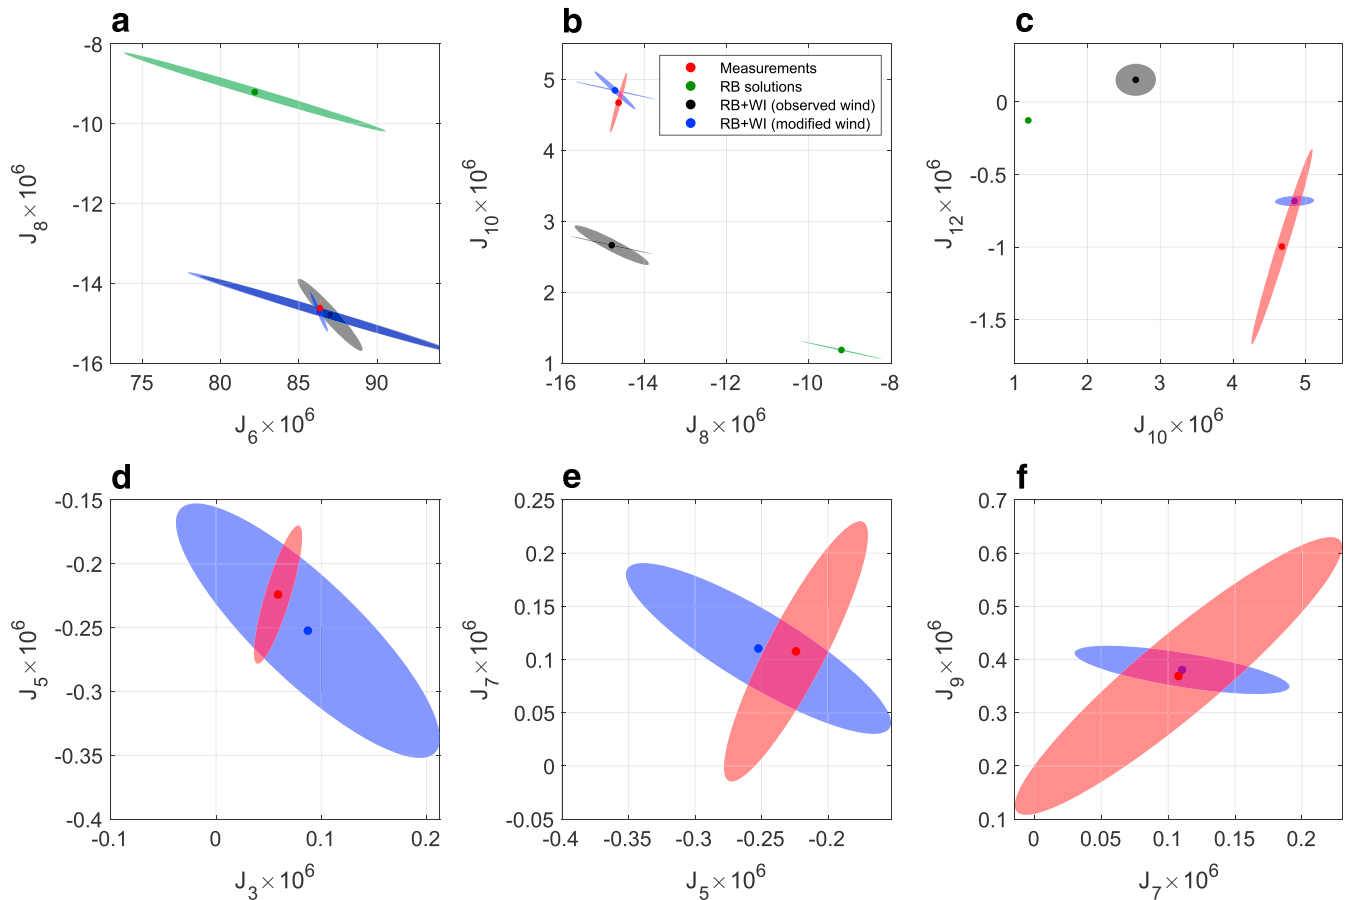 a
-8
-10
-12
-14
-16
J8×10^6
75
80
85
90
J6×10^6
b
5
4
3
2
1
J10×10^6
-16
-14
-12
-10
-8
J8×10^6
Measurements
RB solutions
RB+WI (observed wind)
RB+WI (modified wind)
c
0
-0.5
-1
-1.5
J12×10^6
1
2
3
4
5
J10×10^6
d
-0.15
-0.2
-0.25
-0.3
-0.35
-0.4
J5×10^6
-0.1
0
0.1
0.2
J3×10^6
e
0.25
0.2
0.15
0.1
0.05
0
-0.05
J7×10^6
-0.4
-0.35
-0.3
-0.25
-0.2
J5×10^6
f
0.7
0.6
0.5
0.4
0.3
0.2
0.1
J9×10^6
0
0.05
0.1
0.15
0.2
J7×10^6